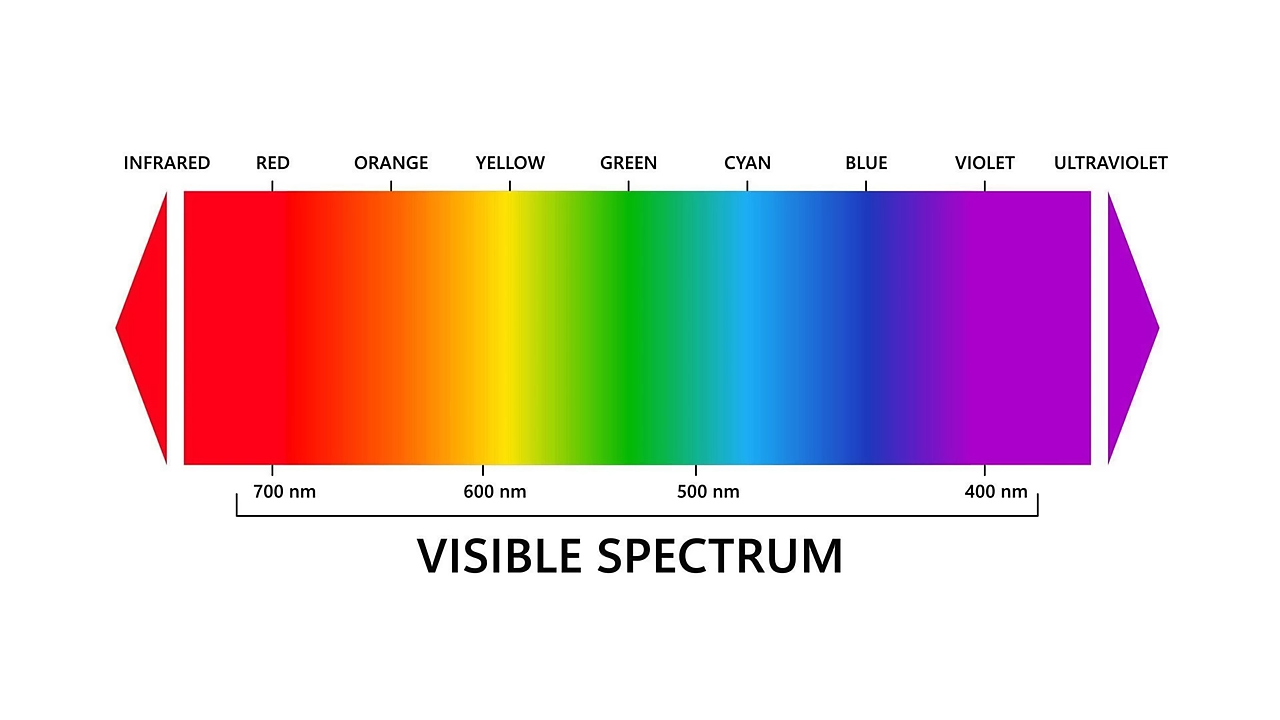 INFRARED RED ORANGE YELLOW GREEN CYAN BLUE VIOLET ULTRAVIOLET
700 nm 600 nm 500 nm 400 nm
VISIBLE SPECTRUM